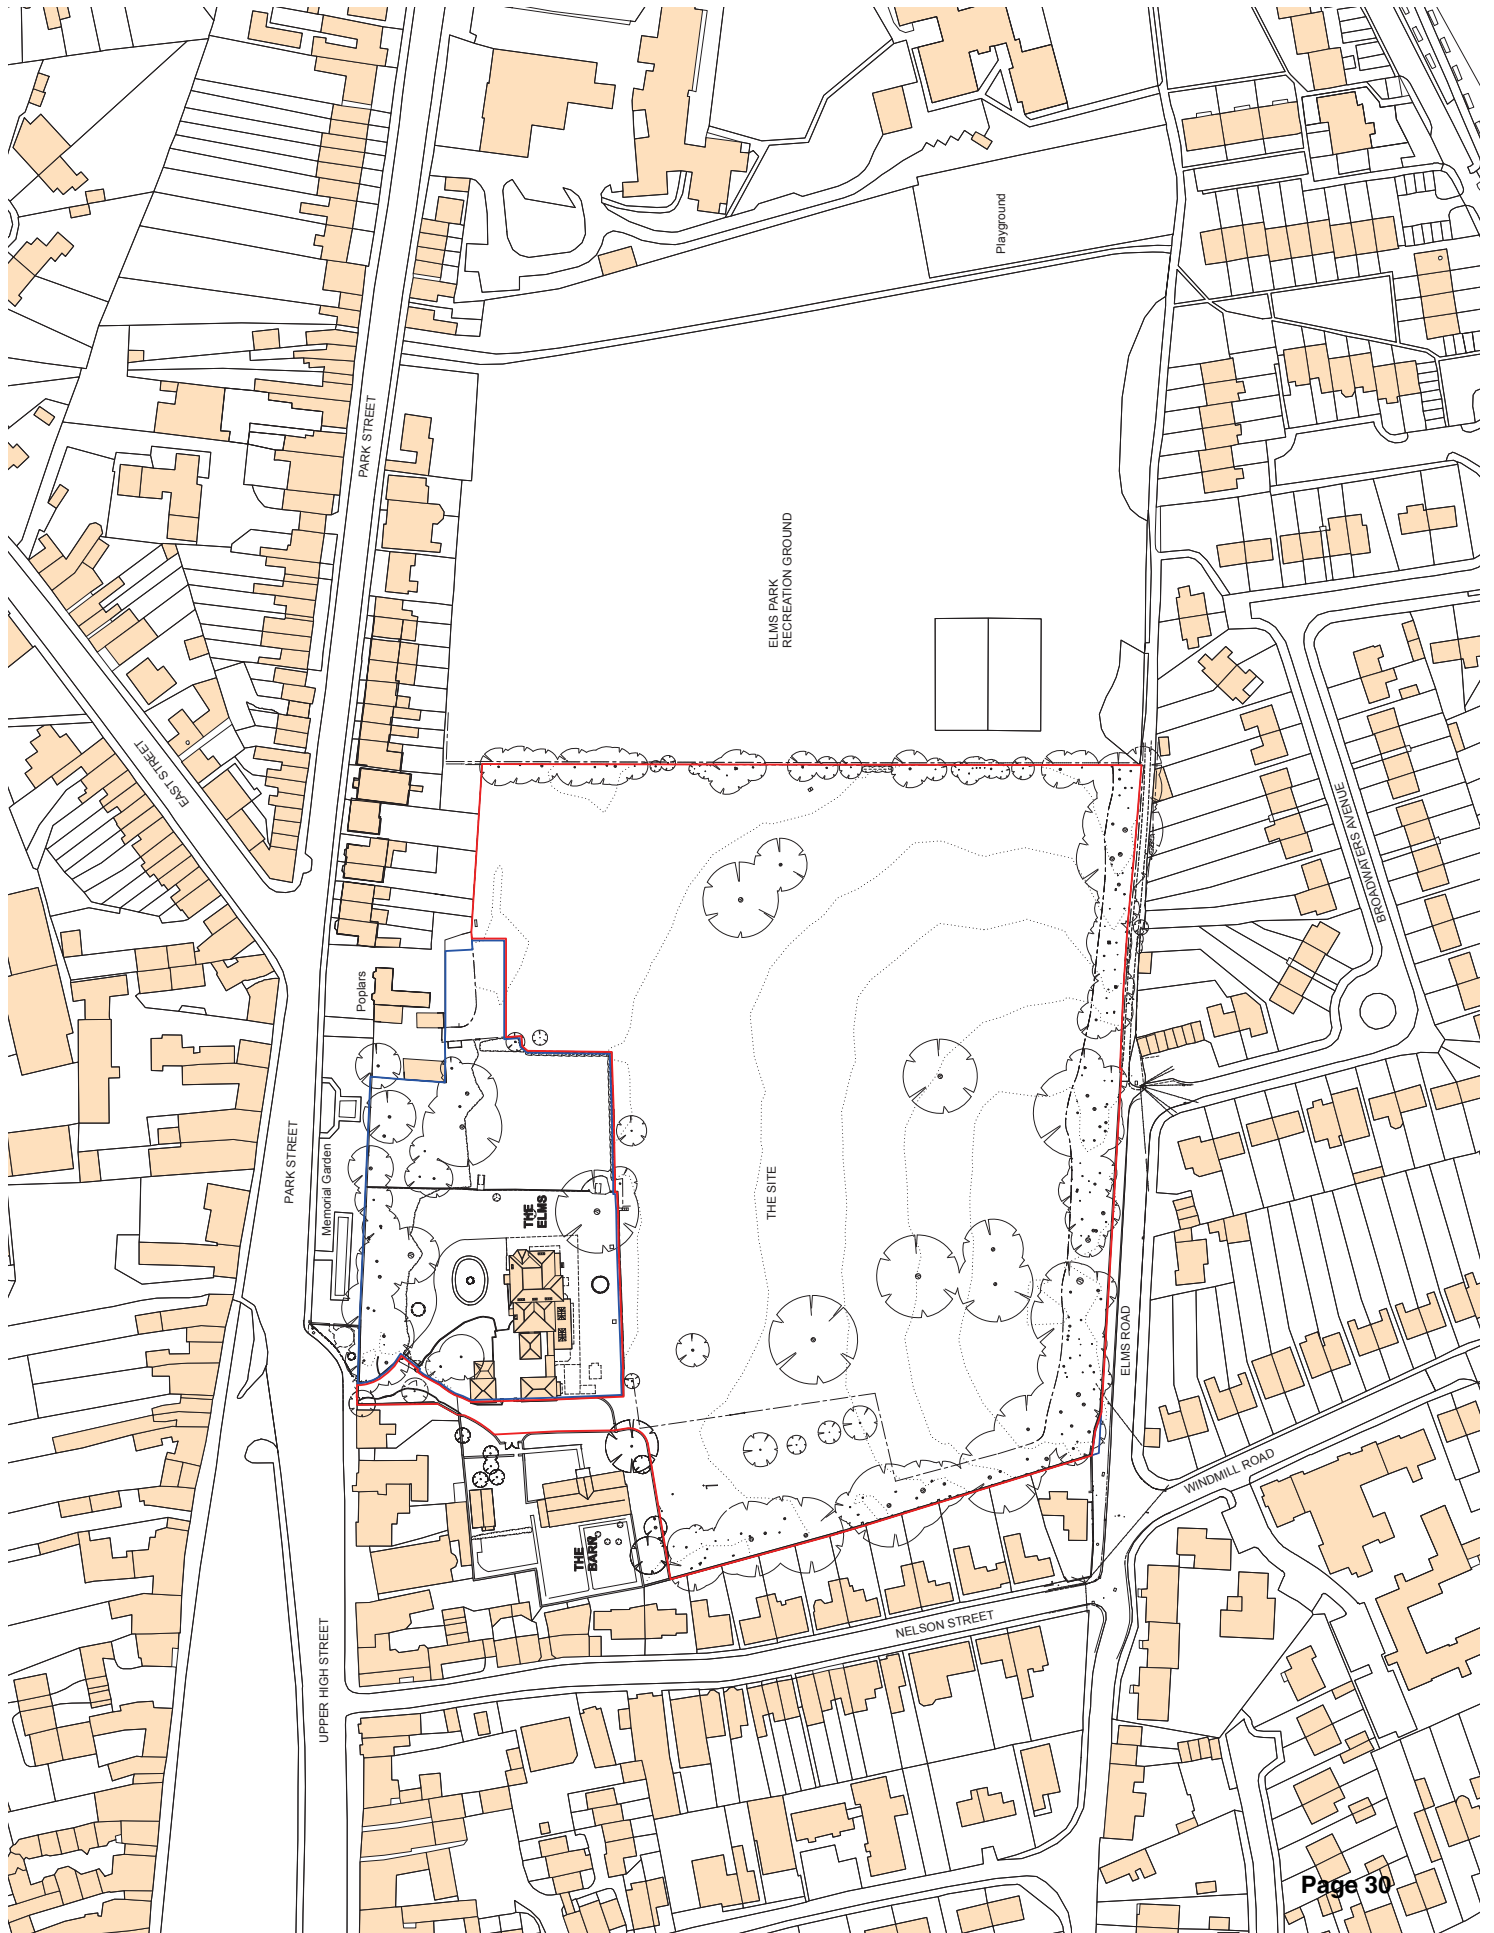 Playground
PARK STREET
ELMS PARK
RECREATION GROUND
EAST STREET
BROADWATERS AVENUE
Poplars
PARK STREET
Memorial Garden
THE SITE
THE
ELMS
ELMS ROAD
WINDMILL ROAD
THE
BARN
NELSON STREET
UPPER HIGH STREET
Page 30